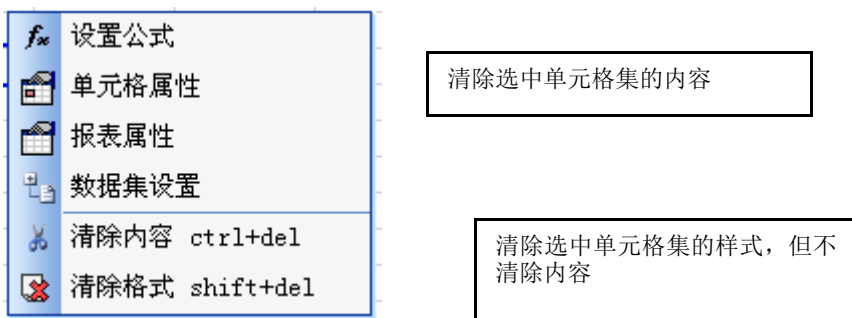 设置公式
单元格属性
报表属性
数据集设置
清除内容 ctrl+del
清除格式 shift+del
清除选中单元格集的内容
清除选中单元格集的样式，但不
清除内容